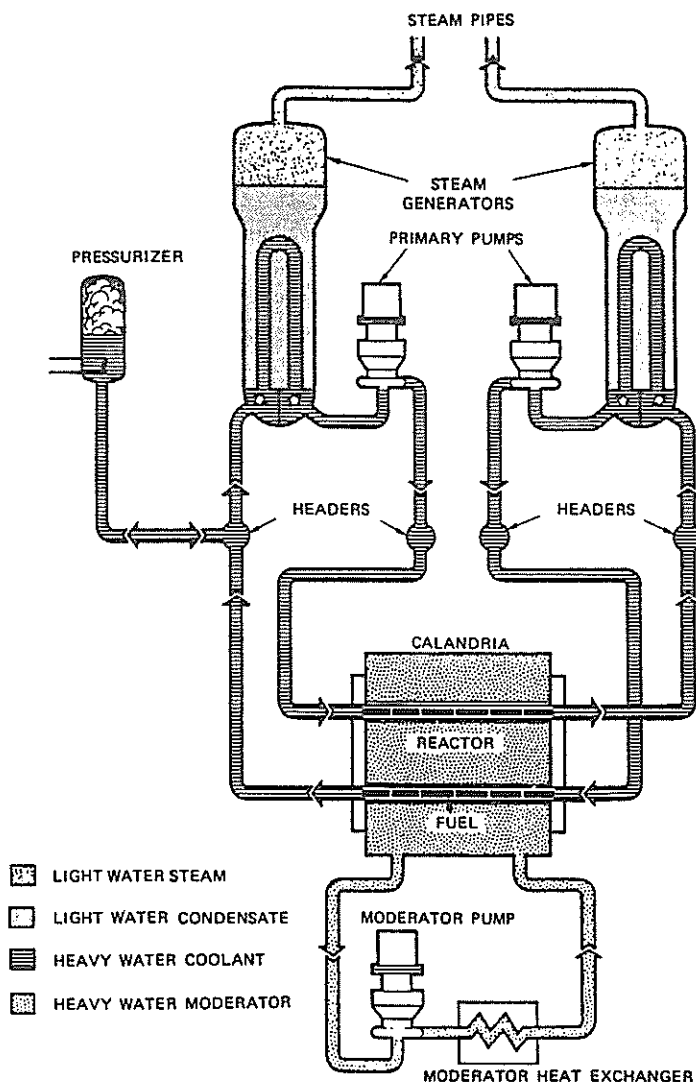 STEAM PIPES
STEAM
GENERATORS
PRIMARY PUMPS
PRESSURIZER
HEADERS
HEADERS
CALANDRIA
REACTOR
FUEL
LIGHT WATER STEAM
LIGHT WATER CONDENSATE
MODERATOR PUMP
HEAVY WATER COOLANT
HEAVY WATER MODERATOR
MODERATOR HEAT EXCHANGER